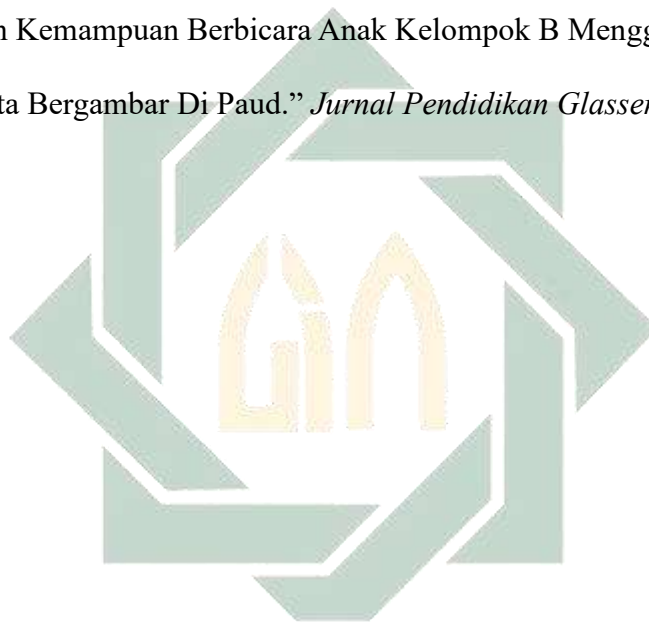 n Kemampuan Berbicara Anak Kelompok B Mengg
ta Bergambar Di Paud.” Jurnal Pendidikan Glasser